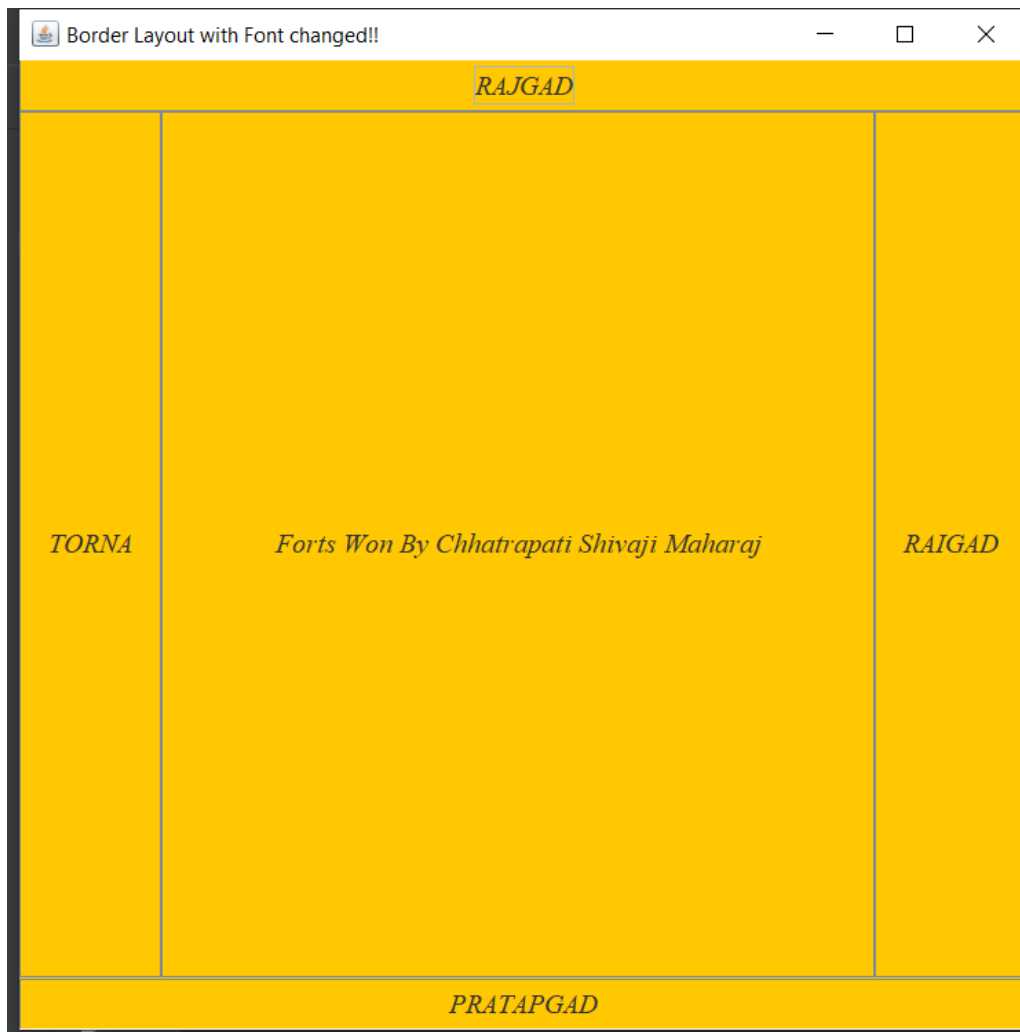 Border Layout with Font changed!!
RAJGAD
TORNA
Forts Won By Chhatrapati Shivaji Maharaj
RAIGAD
PRATAPGAD